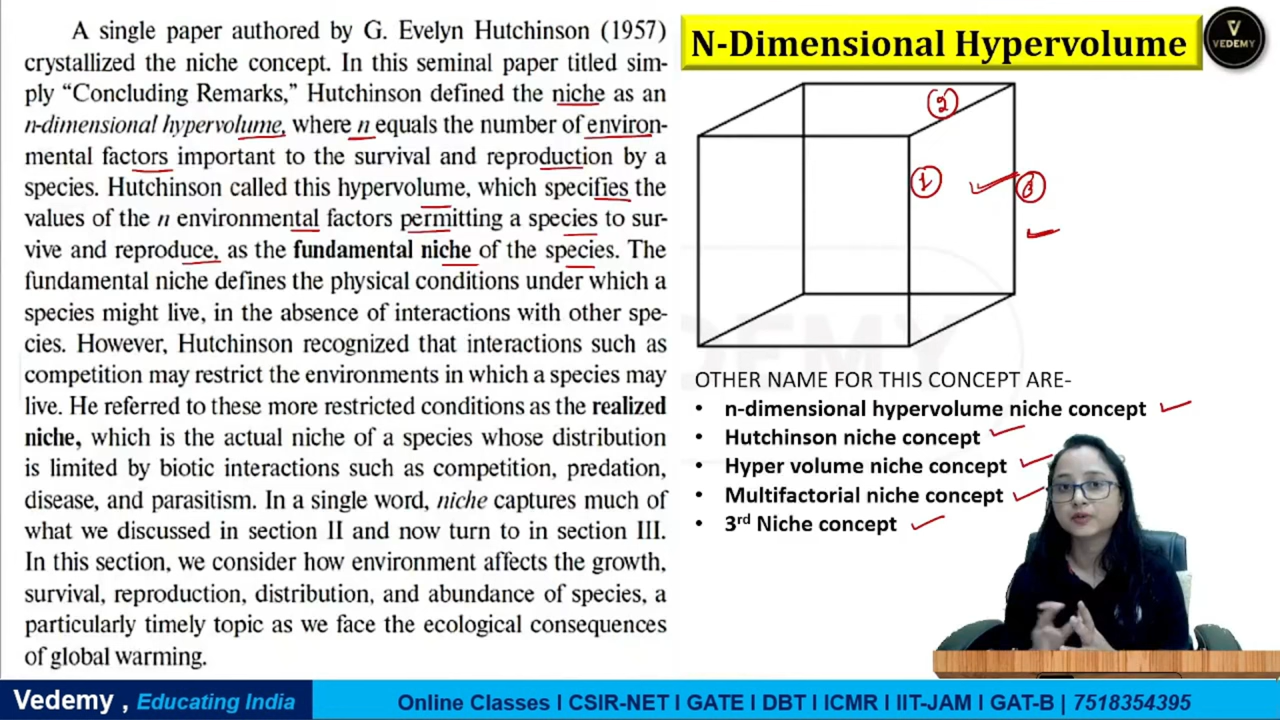 A single paper authored by G. Evelyn Hutchinson (1957)
crystallized the niche concept. In this seminal paper titled sim-
ply “Concluding Remarks,” Hutchinson defined the niche as an
n-dimensional hypervolume, where n equals the number of environ-
mental factors important to the survival and reproduction by a
species. Hutchinson called this hypervolume, which specifies the
values of the n environmental factors permitting a species to sur-
vive and reproduce, as the fundamental niche of the species. The
fundamental niche defines the physical conditions under which a
species might live, in the absence of interactions with other spe-
cies. However, Hutchinson recognized that interactions such as
competition may restrict the environments in which a species may
live. He referred to these more restricted conditions as the realized
niche, which is the actual niche of a species whose distribution
is limited by biotic interactions such as competition, predation,
disease, and parasitism. In a single word, niche captures much of
what we discussed in section II and now turn to in section III.
In this section, we consider how environment affects the growth,
survival, reproduction, distribution, and abundance of species, a
particularly timely topic as we face the ecological consequences
of global warming.
N-Dimensional Hypervolume
VEDEMY
2
1
3
OTHER NAME FOR THIS CONCEPT ARE-
• n-dimensional hypervolume niche concept
• Hutchinson niche concept
• Hyper volume niche concept
• Multifactorial niche concept
• 3rd Niche concept
Vedemy , Educating India
Online Classes I CSIR-NET I GATE I DBT I ICMR I IIT-JAM I GAT-B I 7518354395